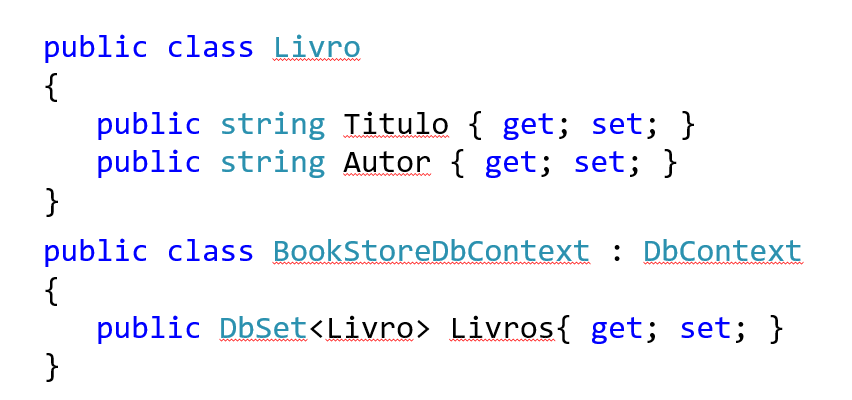 public class Livro
{
public string Titulo { get; set; }
public string Autor { get; set; }
}
public class BookStoreDbContext : DbContext
{
public DbSet<Livro> Livros{ get; set; }
}